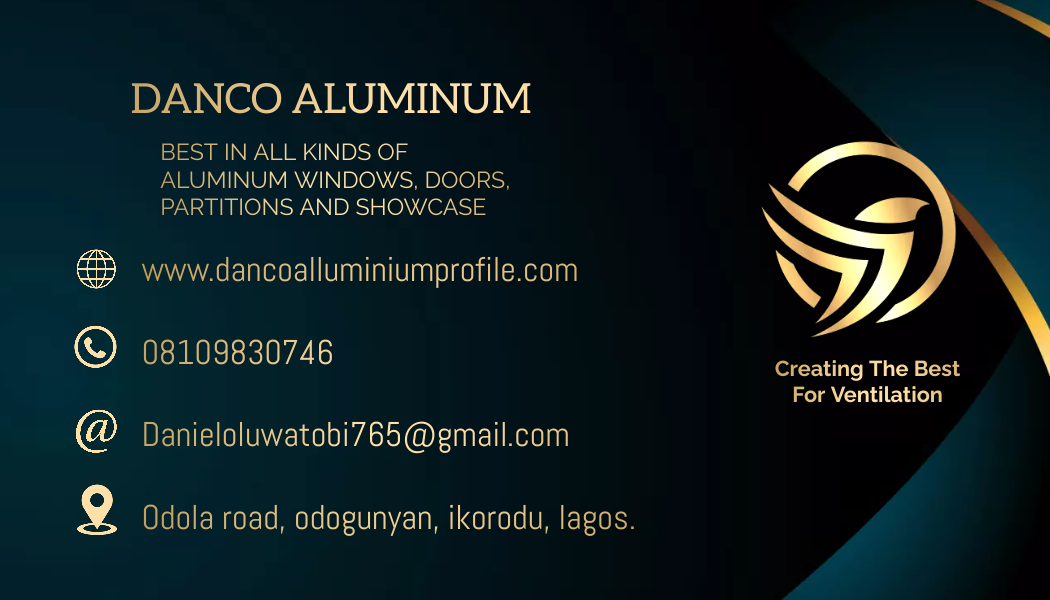 DANCO ALUMINUM
BEST IN ALL KINDS OF
ALUMINUM WINDOWS, DOORS,
PARTITIONS AND SHOWCASE
www.dancoalluminiumprofile.com
08109830746
@ Danieloluwatobi765@gmail.com
Odola road, odogunyan, ikorodu, lagos.
Creating The Best
For Ventilation